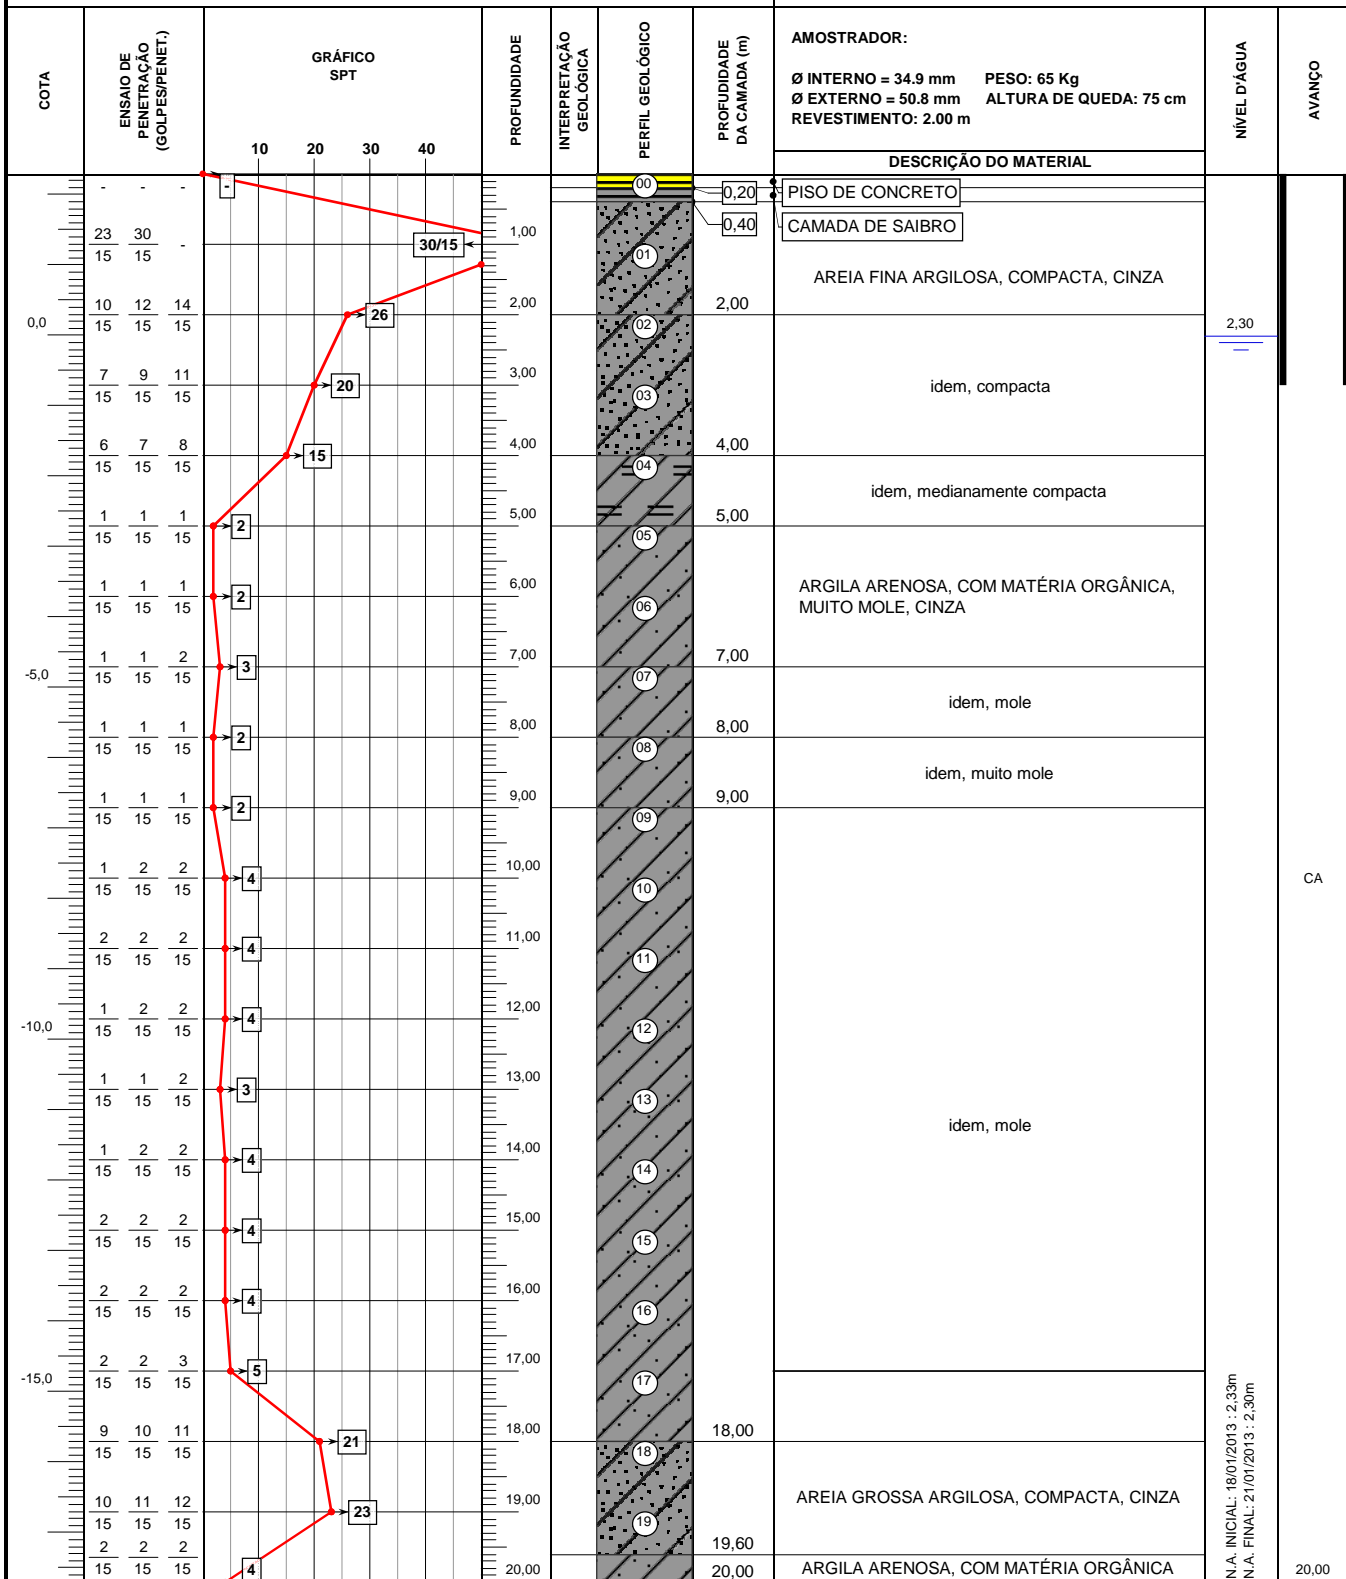 COTA
ENSAIO DE
PENETRAÇÃO
(GOLPES/PENET.)
GRÁFICO
SPT
10 20 30 40
PROFUNDIDADE
INTERPRETAÇÃO
GEOLÓGICA
PERFIL GEOLÓGICO
PROFUDIDADE
DA CAMADA (m)
AMOSTRADOR:
Ø INTERNO = 34.9 mm PESO: 65 Kg
Ø EXTERNO = 50.8 mm ALTURA DE QUEDA: 75 cm
REVESTIMENTO: 2.00 m
DESCRIÇÃO DO MATERIAL
NÍVEL D'ÁGUA
AVANÇO
- - - - 00 0,20 PISO DE CONCRETO
0,40 CAMADA DE SAIBRO
23 30 - 30/15 1,00
15 15
01 AREIA FINA ARGILOSA, COMPACTA, CINZA
10 12 14 26 2,00 2,00
15 15 15
0,0 02 2,30
7 9 11 20 3,00 idem, compacta
15 15 15
03
6 7 8 15 4,00 4,00
15 15 15
04 idem, medianamente compacta
1 1 1 2 5,00 5,00
15 15 15
05
1 1 1 2 6,00 ARGILA ARENOSA, COM MATÉRIA ORGÂNICA,
15 15 15 06 MUITO MOLE, CINZA
1 1 2 3 7,00 7,00
15 15 15
-5,0 07 idem, mole
1 1 1 2 8,00 8,00
15 15 15
08 idem, muito mole
1 1 1 2 9,00 9,00
15 15 15
09
1 2 2 4 10,00 CA
15 15 15
10
2 2 2 4 11,00
15 15 15
11
1 2 2 4 12,00
15 15 15
-10,0 12
1 1 2 3 13,00
15 15 15
13 idem, mole
1 2 2 4 14,00
15 15 15
14
2 2 2 4 15,00
15 15 15
15
2 2 2 4 16,00
15 15 15
16
2 2 3 5 17,00
15 15 15
-15,0 17
9 10 11 21 18,00 18,00
15 15 15
18
10 11 12 23 19,00 AREIA GROSSA ARGILOSA, COMPACTA, CINZA
15 15 15
19 19,60
2 2 2 4 20,00 20,00 ARGILA ARENOSA, COM MATÉRIA ORGÂNICA 20,00
15 15 15
N.A. INICIAL: 18/01/2013 : 2,33m
N.A. FINAL: 21/01/2013 : 2,30m